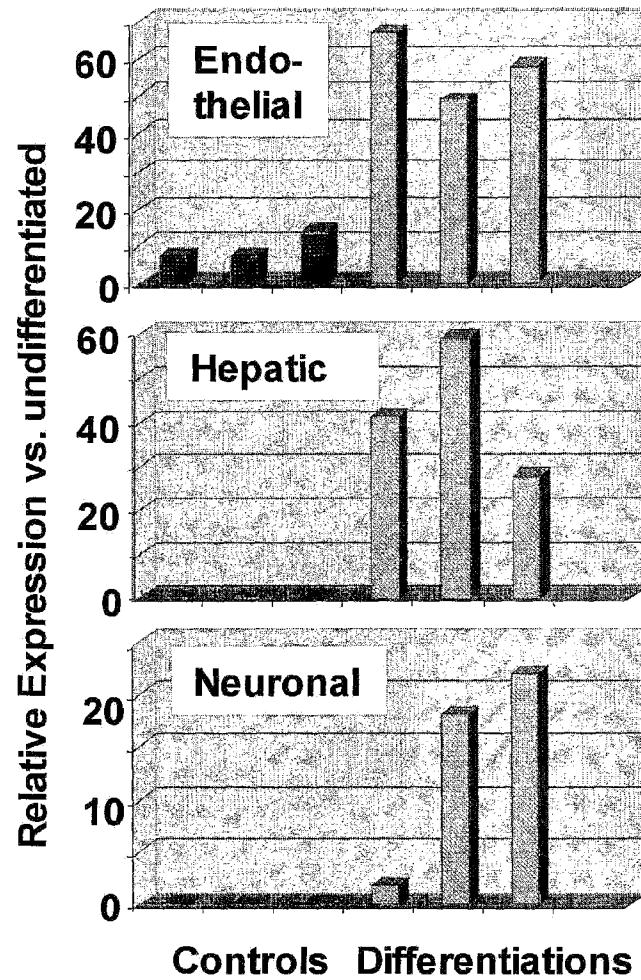 Relative Expression vs. undifferentiated
Endo-
thelial
60
40
20
0
Hepatic
60
40
20
0
Neuronal
20
10
0
Controls Differentiations